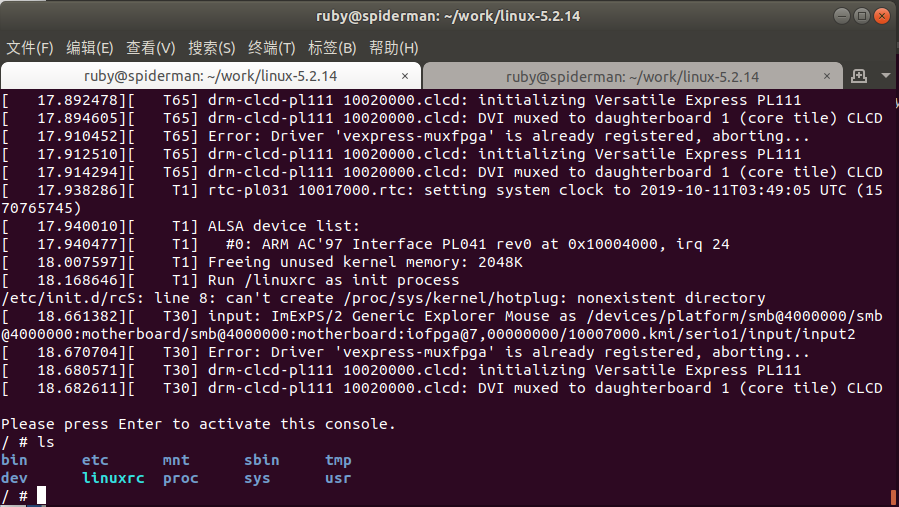 ruby@spiderman: ~/work/linux-5.2.14
文件(F) 编辑(E) 查看(V) 搜索(S) 终端(T) 标签(B) 帮助(H)
ruby@spiderman: ~/work/linux-5.2.14 × ruby@spiderman: ~/work/linux-5.2.14 ×
[   17.892478][   T65] drm-clcd-pl111 10020000.clcd: initializing Versatile Express PL111
[   17.894605][   T65] drm-clcd-pl111 10020000.clcd: DVI muxed to daughterboard 1 (core tile) CLCD
[   17.910452][   T65] Error: Driver 'vexpress-muxfpga' is already registered, aborting...
[   17.912510][   T65] drm-clcd-pl111 10020000.clcd: initializing Versatile Express PL111
[   17.914294][   T65] drm-clcd-pl111 10020000.clcd: DVI muxed to daughterboard 1 (core tile) CLCD
[   17.938286][    T1] rtc-pl031 10017000.rtc: setting system clock to 2019-10-11T03:49:05 UTC (15
70765745)
[   17.940010][    T1] ALSA device list:
[   17.940477][    T1]   #0: ARM AC'97 Interface PL041 rev0 at 0x10004000, irq 24
[   18.007597][    T1] Freeing unused kernel memory: 2048K
[   18.168646][    T1] Run /linuxrc as init process
/etc/init.d/rcS: line 8: can't create /proc/sys/kernel/hotplug: nonexistent directory
[   18.661382][   T30] input: ImExPS/2 Generic Explorer Mouse as /devices/platform/smb@4000000/smb
@4000000:motherboard/smb@4000000:motherboard:iofpga@7,00000000/10007000.kmi/serio1/input/input2
[   18.670704][   T30] Error: Driver 'vexpress-muxfpga' is already registered, aborting...
[   18.680571][   T30] drm-clcd-pl111 10020000.clcd: initializing Versatile Express PL111
[   18.682611][   T30] drm-clcd-pl111 10020000.clcd: DVI muxed to daughterboard 1 (core tile) CLCD
Please press Enter to activate this console.
/ # ls
bin      etc      mnt      sbin     tmp
dev      linuxrc  proc     sys      usr
/ #